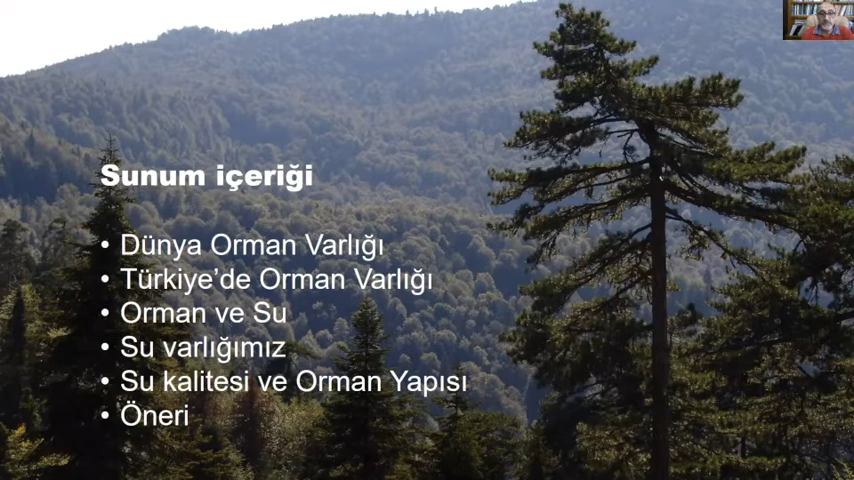 Sunum içeriği
• Dünya Orman Varlığı
• Türkiye’de Orman Varlığı
• Orman ve Su
• Su varlığımız
• Su kalitesi ve Orman Yapısı
• Öneri